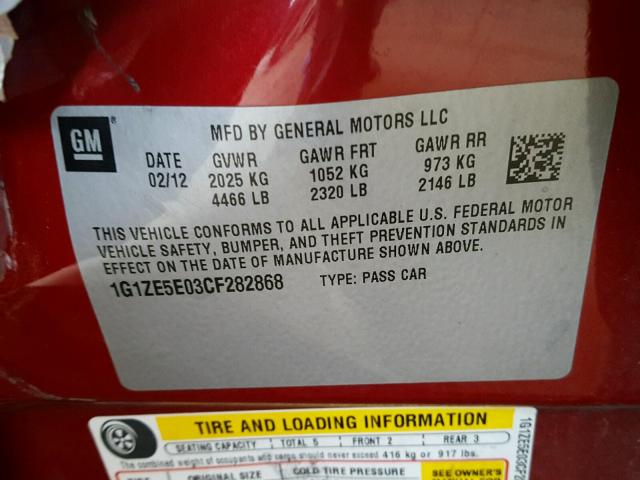 GM ®
MFD BY GENERAL MOTORS LLC
DATE GVWR GAWR FRT GAWR RR
02/12 2025 KG 1052 KG 973 KG
4466 LB 2320 LB 2146 LB
THIS VEHICLE CONFORMS TO ALL APPLICABLE U.S. FEDERAL MOTOR
VEHICLE SAFETY, BUMPER, AND THEFT PREVENTION STANDARDS IN
EFFECT ON THE DATE OF MANUFACTURE SHOWN ABOVE.
1G1ZE5E03CF282868 TYPE: PASS CAR
TIRE AND LOADING INFORMATION
SEATING CAPACITY TOTAL 5 FRONT 2 REAR 3
The combined weight of occupants and cargo should never exceed 416 kg or 917 lbs.
ORIGINAL SIZE COLD TIRE PRESSURE SEE OWNER'S
MANUAL FOR
1G1ZE5E03CF2